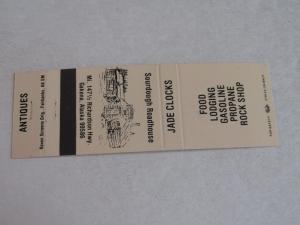 ANTIQUES
Sourdough Roadhouse
Mi. 147½ Richardson Hwy.
Gakona, Alaska 99586
JADE CLOCKS
FOOD
LODGING
GASOLINE
PROPANE
ROCK SHOP